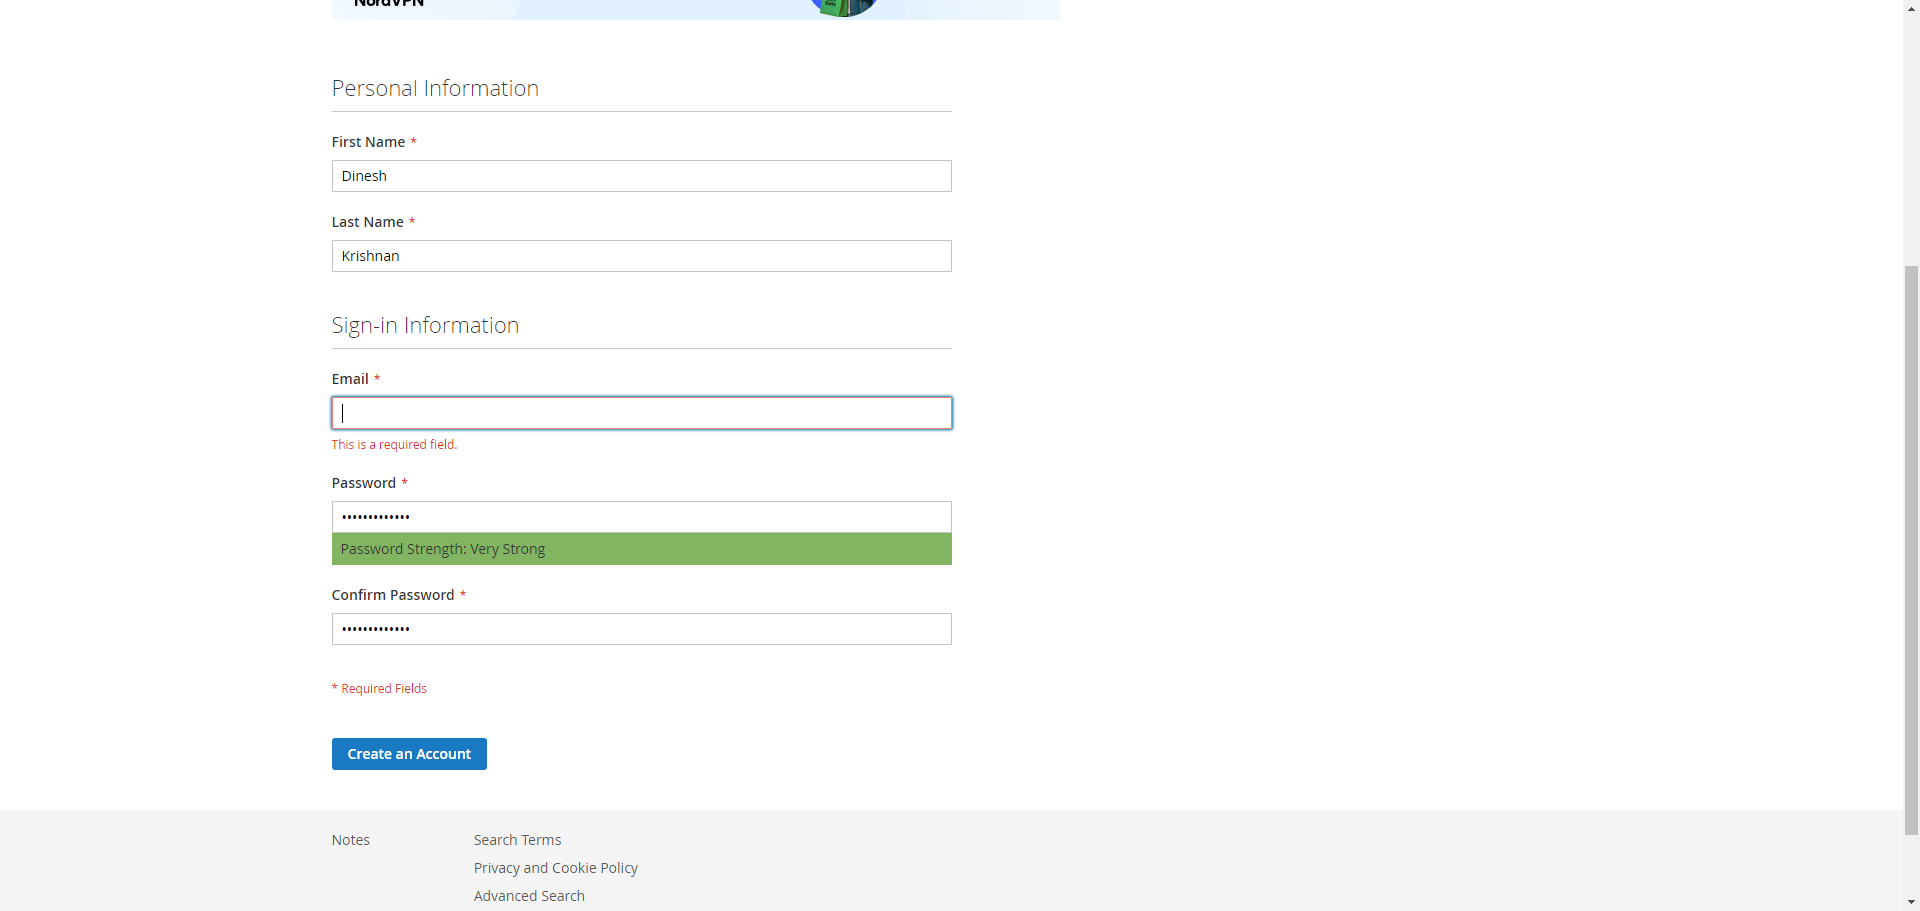 NordVPN
Personal Information
First Name *
Dinesh
Last Name *
Krishnan
Sign-in Information
Email *
This is a required field.
Password *
•••••••••••••
Password Strength: Very Strong
Confirm Password *
•••••••••••••
* Required Fields
Create an Account
Notes
Search Terms
Privacy and Cookie Policy
Advanced Search